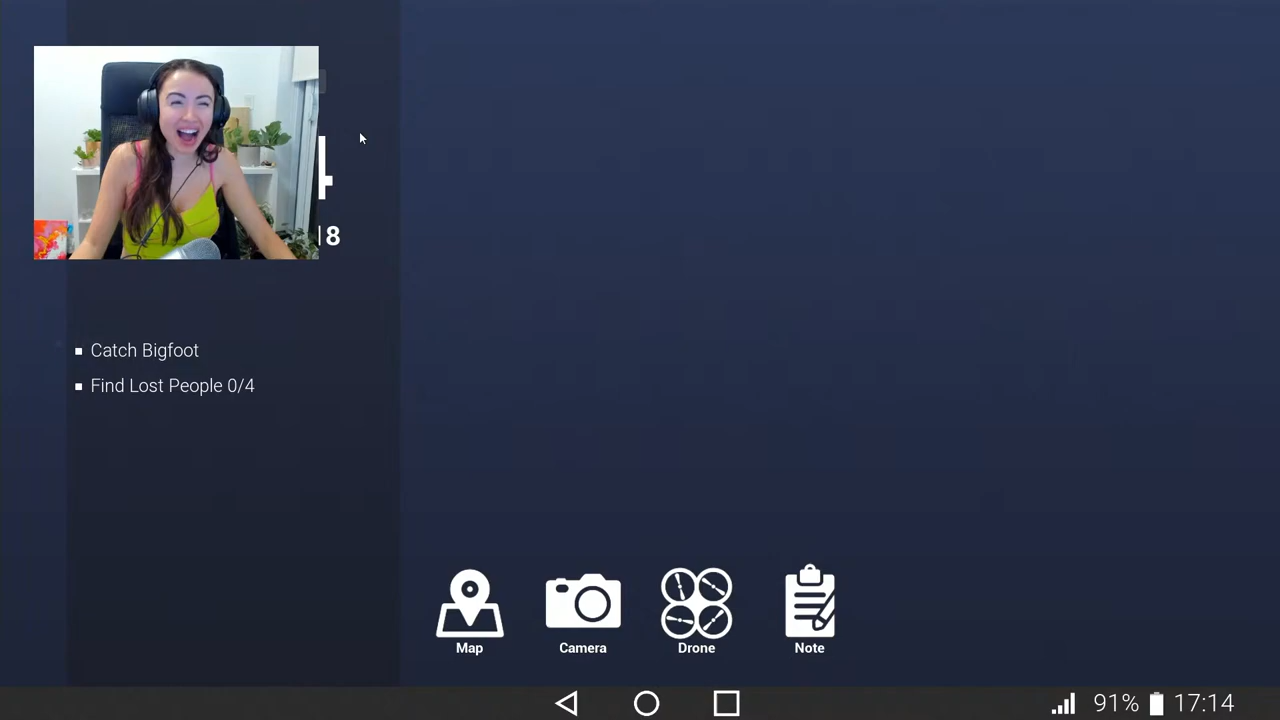 Catch Bigfoot
Find Lost People 0/4
Map
Camera
Drone
Note
91% 17:14